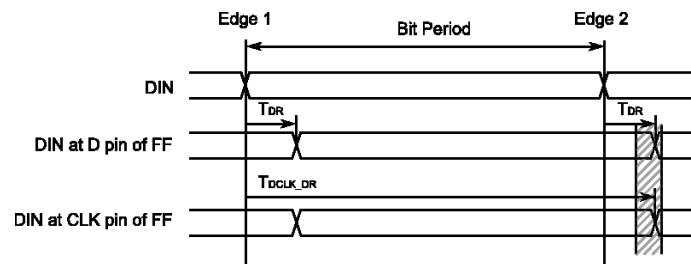 Edge 1
Edge 2
Bit Period
DIN
TDR
TDR
DIN at D pin of FF
TDCLK_DR
DIN at CLK pin of FF